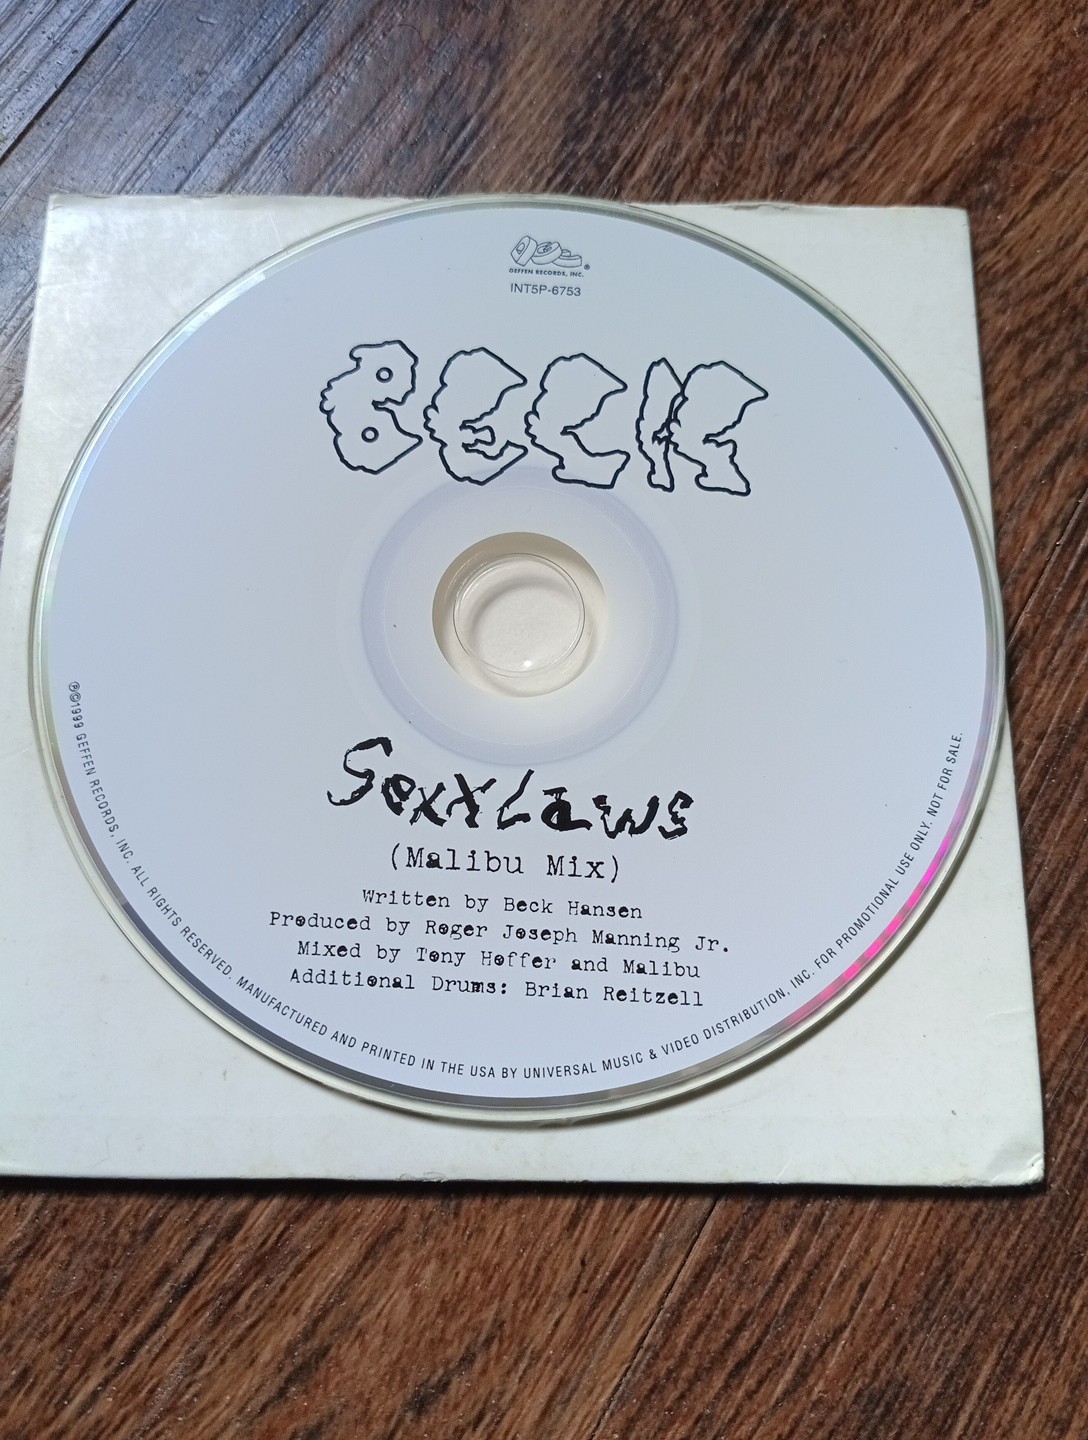 GEFFEN RECORDS, INC.
INT5P-6753
BECK
Sexx Laws
(Malibu Mix)
Written by Beck Hansen
Produced by Roger Joseph Manning Jr.
Mixed by Tony Hoffer and Malibu
Additional Drums: Brian Reitzell
℗©1999 GEFFEN RECORDS, INC. ALL RIGHTS RESERVED. MANUFACTURED AND PRINTED IN THE USA BY UNIVERSAL MUSIC & VIDEO DISTRIBUTION, INC. FOR PROMOTIONAL USE ONLY. NOT FOR SALE.